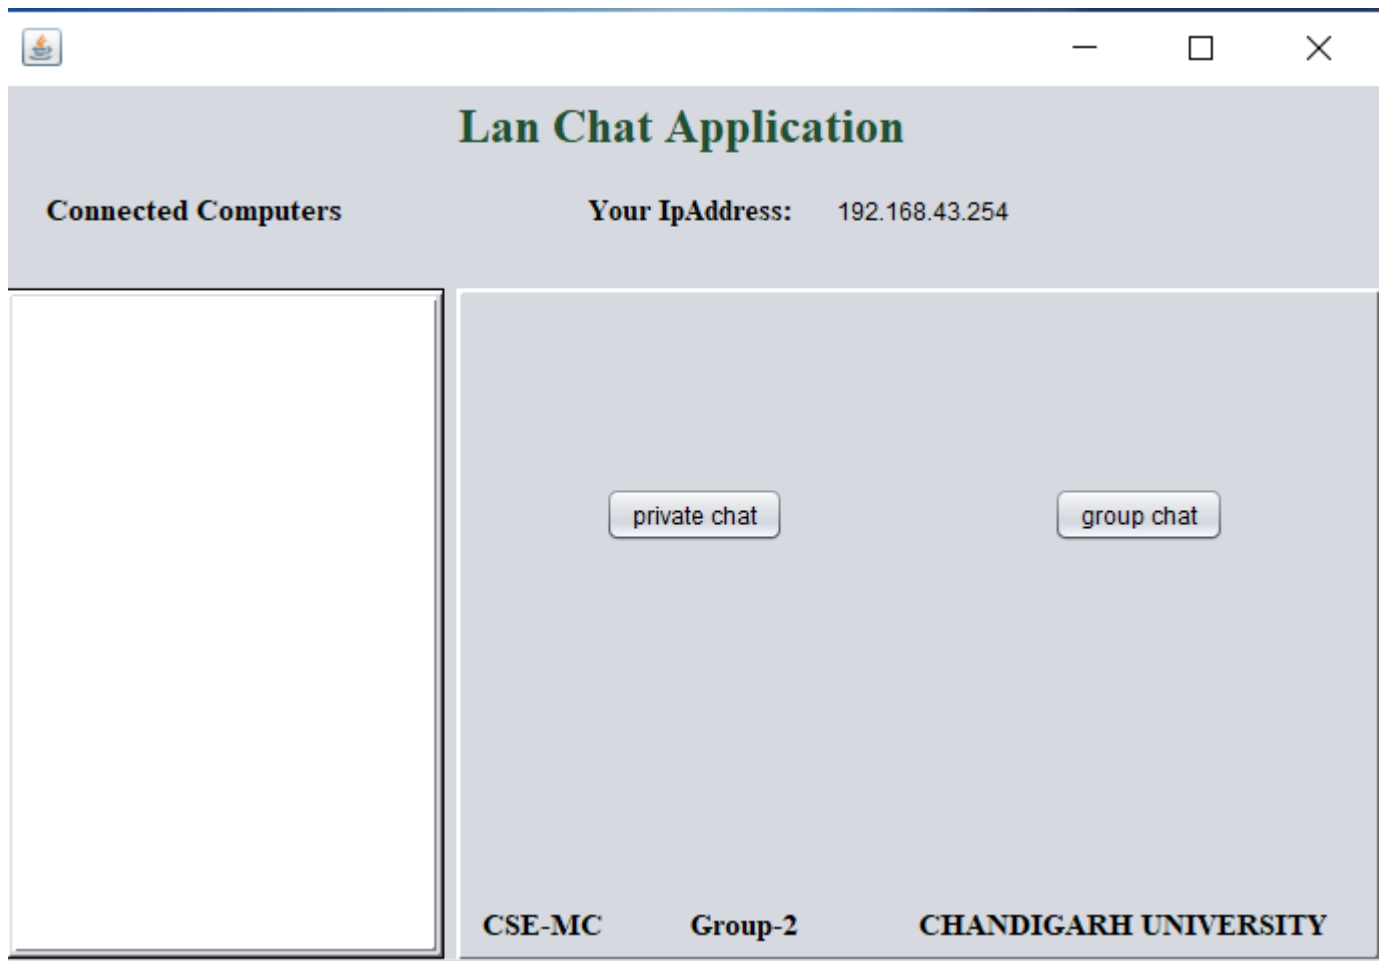 Lan Chat Application
Connected Computers Your IpAddress: 192.168.43.254
private chat group chat
CSE-MC Group-2 CHANDIGARH UNIVERSITY